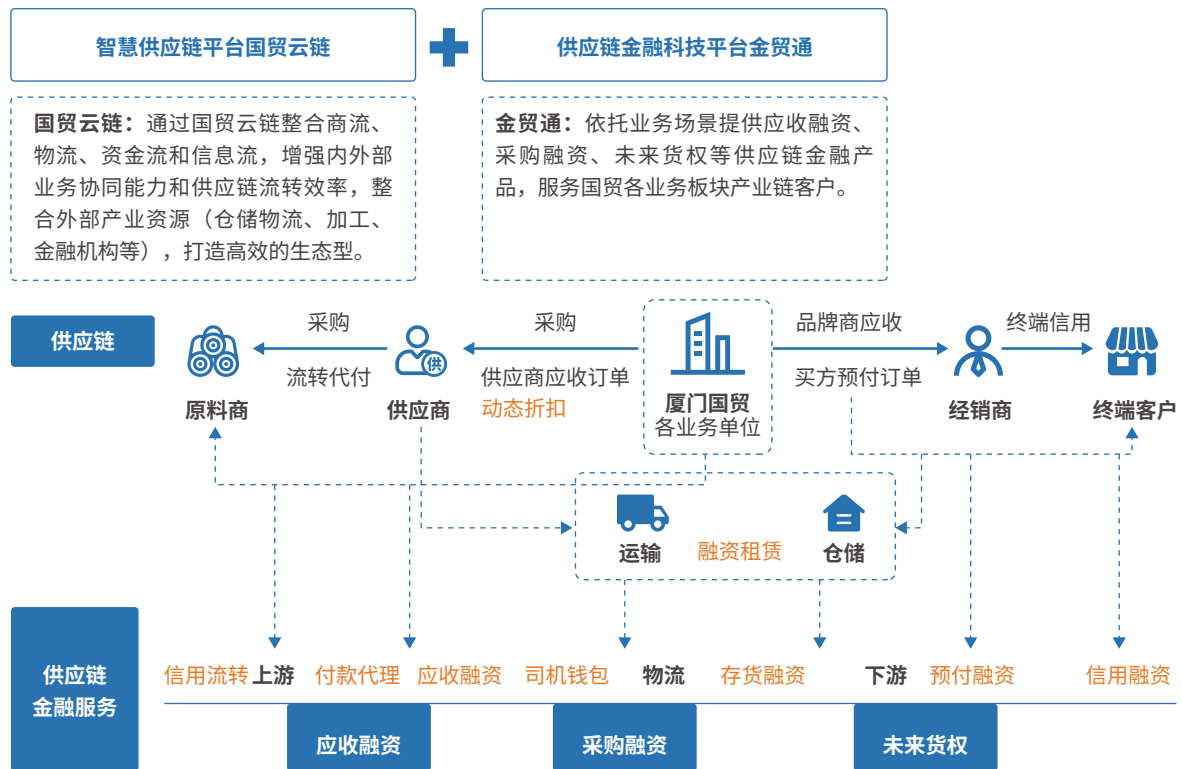 智慧供应链平台国贸云链
供应链金融科技平台金贸通
国贸云链：通过国贸云链整合商流、
物流、资金流和信息流，增强内外部
业务协同能力和供应链流转效率，整
合外部产业资源（仓储物流、加工、
金融机构等），打造高效的生态型。
金贸通：依托业务场景提供应收融资、
采购融资、未来货权等供应链金融产
品，服务国贸各业务板块产业链客户。
供应链
采购
采购
品牌商应收
终端信用
供
流转代付
供应商应收订单
买方预付订单
动态折扣
原料商
供应商
厦门国贸
各业务单位
经销商
终端客户
运输
融资租赁
仓储
供应链
金融服务
信用流转 上游 付款代理 应收融资 司机钱包 物流 存货融资 下游 预付融资 信用融资
应收融资
采购融资
未来货权